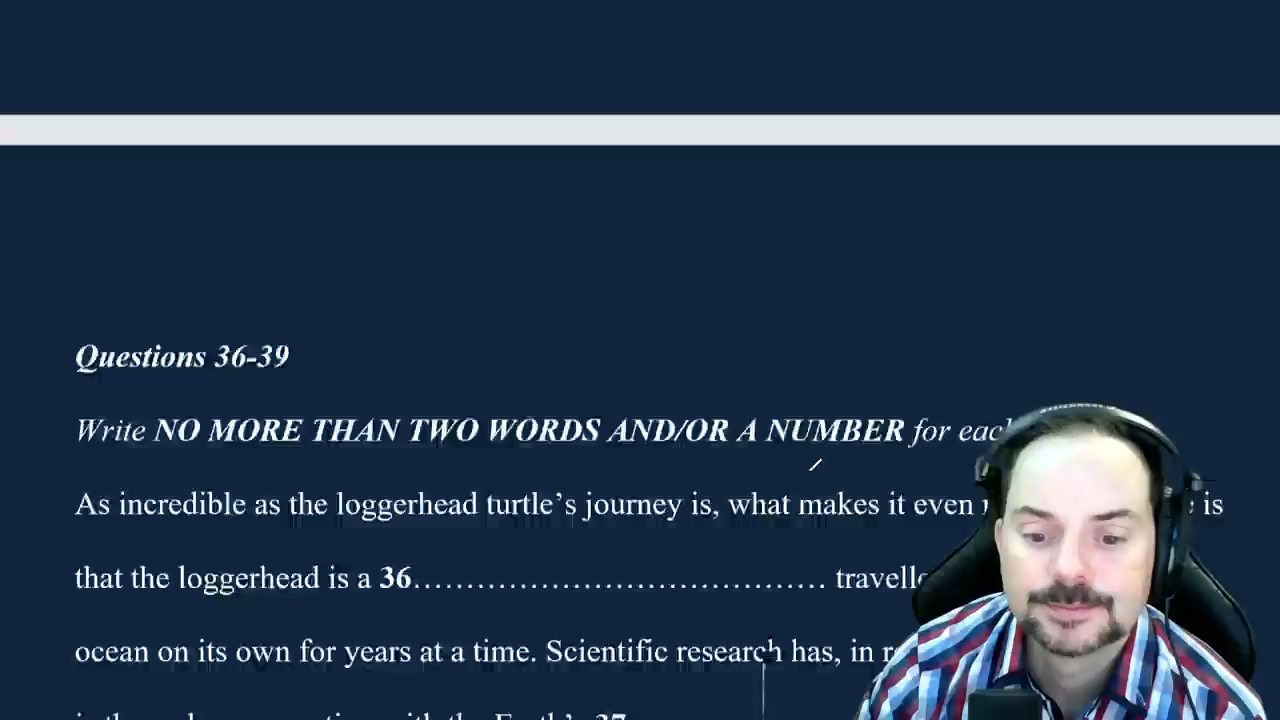 Questions 36-39
Write NO MORE THAN TWO WORDS AND/OR A NUMBER for each
As incredible as the loggerhead turtle's journey is, what makes it even is
that the loggerhead is a 36…………………………………… 
ocean on its own for years at a time. Scientific research has, in